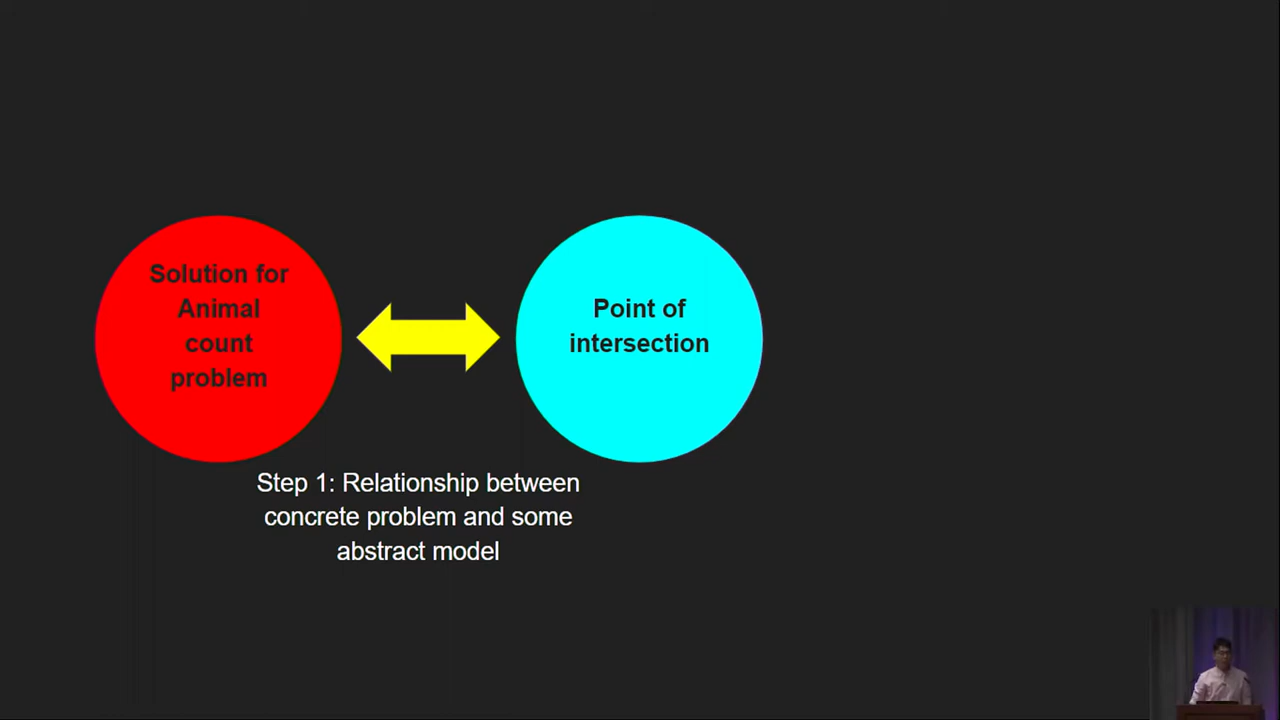 Solution for
Animal
count
problem
Point of
intersection
Step 1: Relationship between
concrete problem and some
abstract model